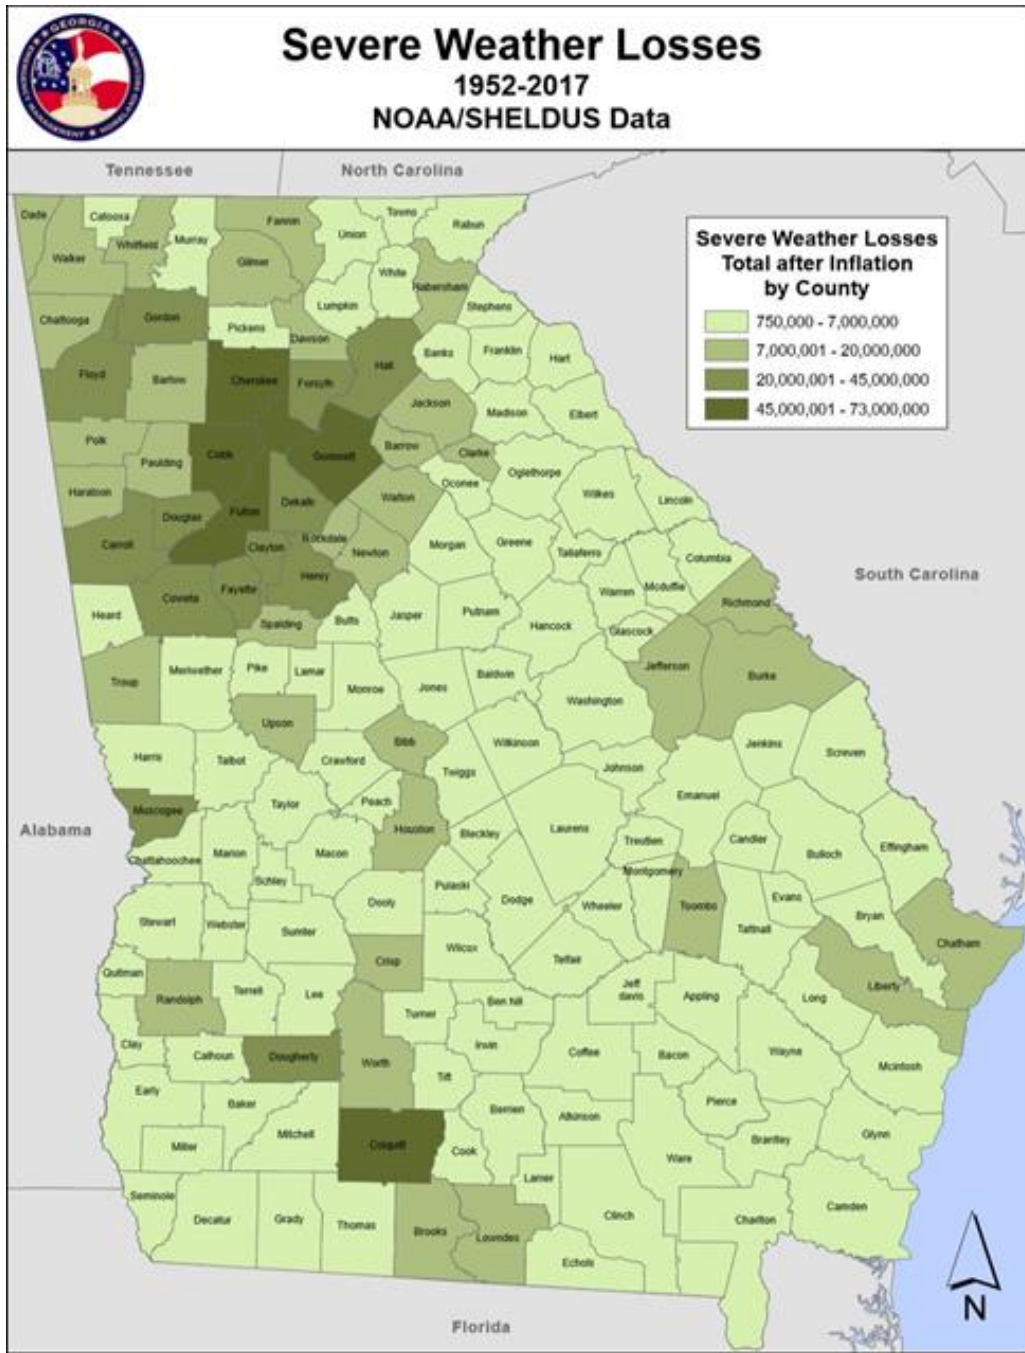 GEORGIA
EMERGENCY MANAGEMENT
HOMELAND SECURITY
Severe Weather Losses
1952-2017
NOAA/SHELDUS Data
Tennessee
North Carolina
Severe Weather Losses
Total after Inflation
by County
750,000 - 7,000,000
7,000,001 - 20,000,000
20,000,001 - 45,000,000
45,000,001 - 73,000,000
Dade
Catoosa
Fannin
Towns
Rabun
Walker
Whitfield
Murray
Union
Gilmer
White
Habersham
Chattooga
Gordon
Lumpkin
Stephens
Pickens
Dawson
Banks
Franklin
Hart
Floyd
Bartow
Cherokee
Forsyth
Hall
Jackson
Madison
Elbert
Polk
Paulding
Cobb
Gwinnett
Barrow
Clarke
Oglethorpe
Oconee
Haralson
Walton
Wilkes
Lincoln
Douglas
Fulton
Dekalb
Carroll
Clayton
Rockdale
Newton
Morgan
Greene
Taliaferro
Columbia
South Carolina
Coweta
Fayette
Henry
Warren
Mcduffie
Heard
Spalding
Butts
Jasper
Putnam
Hancock
Glascock
Richmond
Troup
Meriwether
Pike
Lamar
Monroe
Jones
Baldwin
Jefferson
Burke
Washington
Upson
Bibb
Wilkinson
Jenkins
Screven
Harris
Talbot
Crawford
Twiggs
Johnson
Emanuel
Alabama
Muscogee
Taylor
Peach
Houston
Bleckley
Laurens
Treutlen
Candler
Bulloch
Effingham
Chattahoochee
Marion
Macon
Schley
Pulaski
Dodge
Montgomery
Wheeler
Toombs
Evans
Tattnall
Bryan
Chatham
Stewart
Webster
Sumter
Dooly
Wilcox
Telfair
Crisp
Quitman
Randolph
Terrell
Lee
Turner
Ben hill
Jeff
davis
Appling
Long
Liberty
Clay
Calhoun
Dougherty
Worth
Irwin
Coffee
Bacon
Wayne
Mcintosh
Early
Baker
Tift
Berrien
Atkinson
Pierce
Miller
Mitchell
Colquitt
Cook
Ware
Brantley
Glynn
Seminole
Decatur
Grady
Thomas
Brooks
Lowndes
Laner
Clinch
Charlton
Camden
Echols
Florida
N